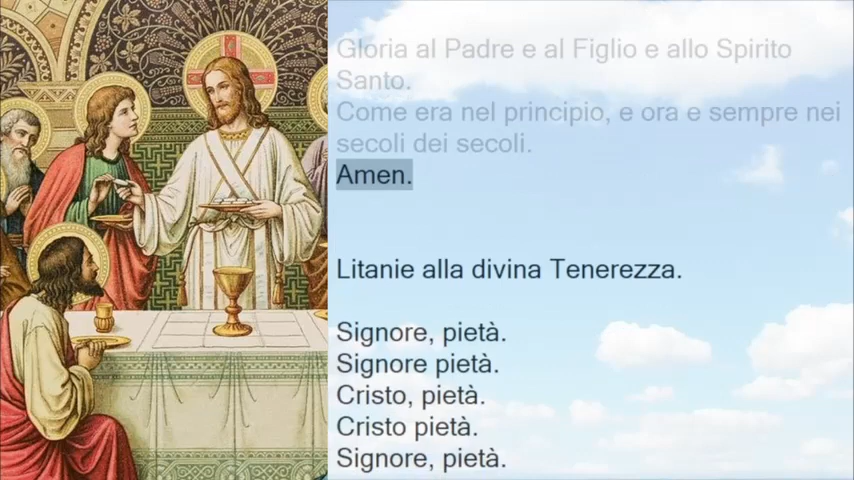 Gloria al Padre e al Figlio e allo Spirito
Santo.
Come era nel principio, e ora e sempre nei
secoli dei secoli.
Amen.
Litanie alla divina Tenerezza.
Signore, pietà.
Signore pietà.
Cristo, pietà.
Cristo pietà.
Signore, pietà.